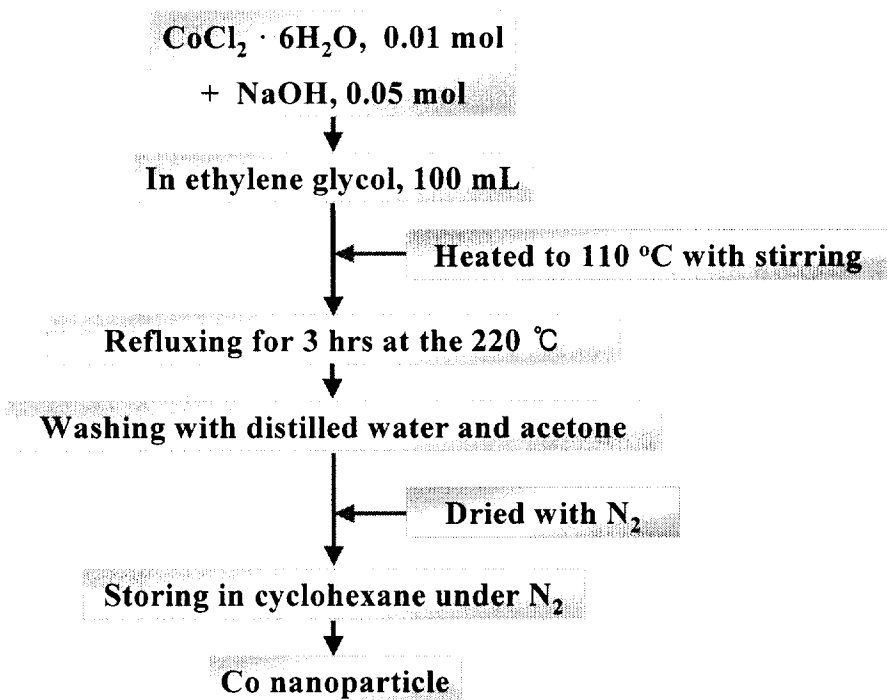 CoCl₂ · 6H₂O, 0.01 mol
+ NaOH, 0.05 mol
In ethylene glycol, 100 mL
Heated to 110 °C with stirring
Refluxing for 3 hrs at the 220 ℃
Washing with distilled water and acetone
Dried with N₂
Storing in cyclohexane under N₂
Co nanoparticle